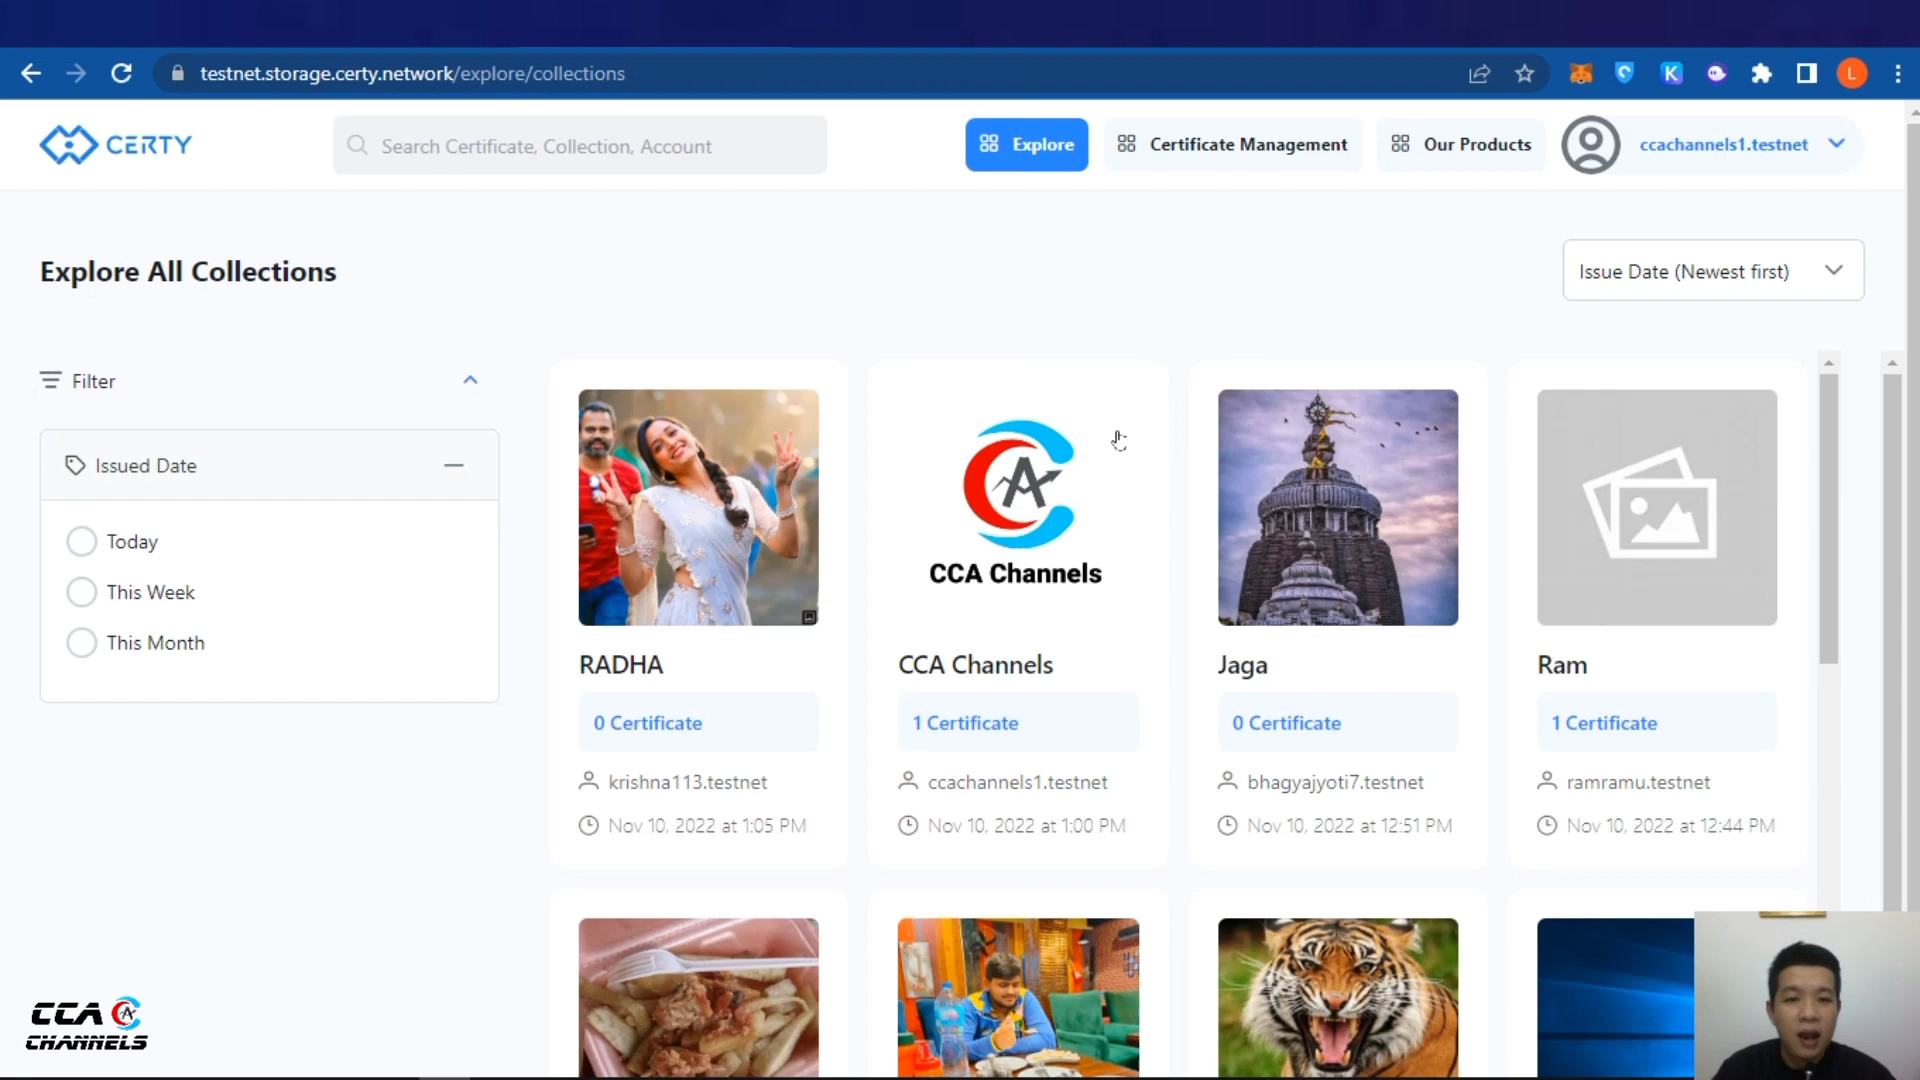 testnet.storage.certy.network/explore/collections
K
L
CERTY
Search Certificate, Collection, Account
Explore
Certificate Management
Our Products
ccachannels1.testnet
Explore All Collections
Issue Date (Newest first)
Filter
Issued Date
Today
This Week
This Month
CCA Channels
RADHA
CCA Channels
Jaga
Ram
0 Certificate
1 Certificate
0 Certificate
1 Certificate
krishna113.testnet
ccachannels1.testnet
bhagyajyoti7.testnet
ramramu.testnet
Nov 10, 2022 at 1:05 PM
Nov 10, 2022 at 1:00 PM
Nov 10, 2022 at 12:51 PM
Nov 10, 2022 at 12:44 PM
CCA
CHANNELS